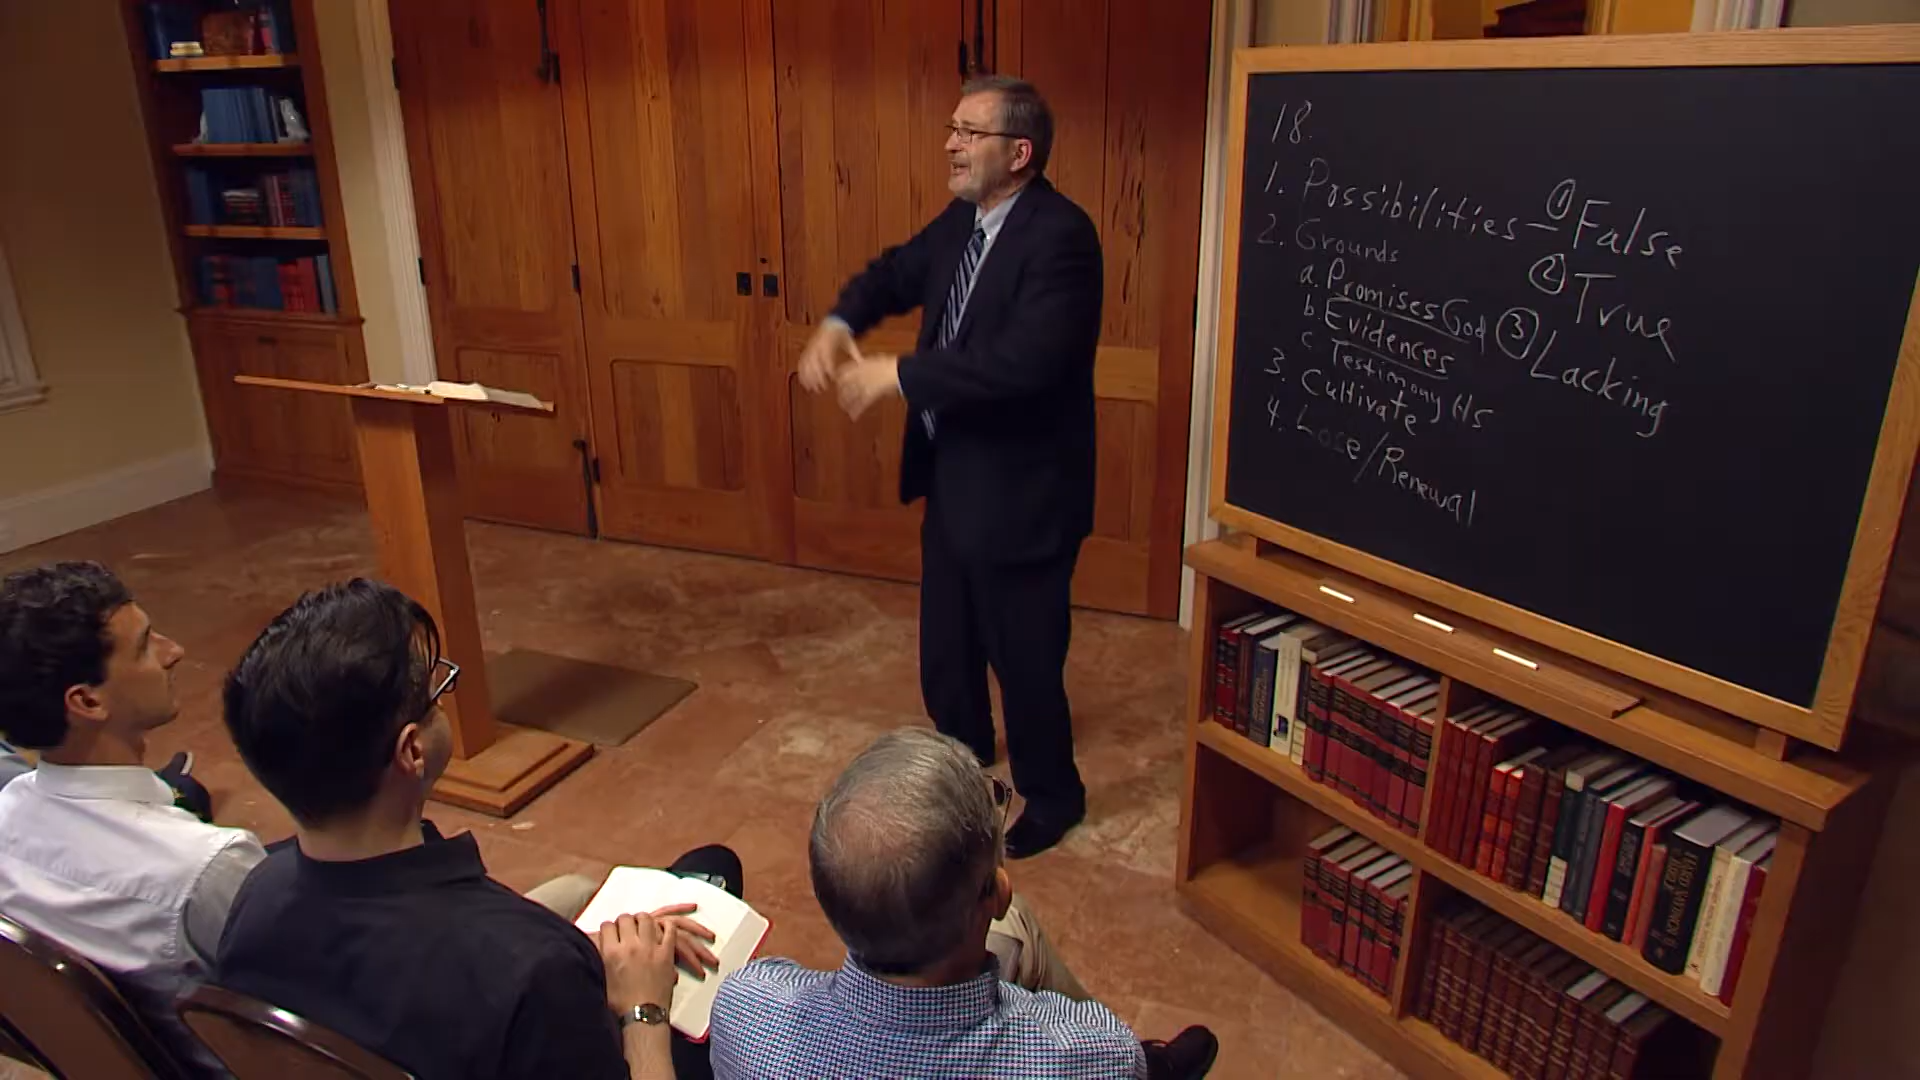 18.
1. Possibilities – ① False
② True
③ Lacking
2. Grounds
a. Promises God
b. Evidences
c Testimony HS
3. Cultivate
4. Lose/Renewal